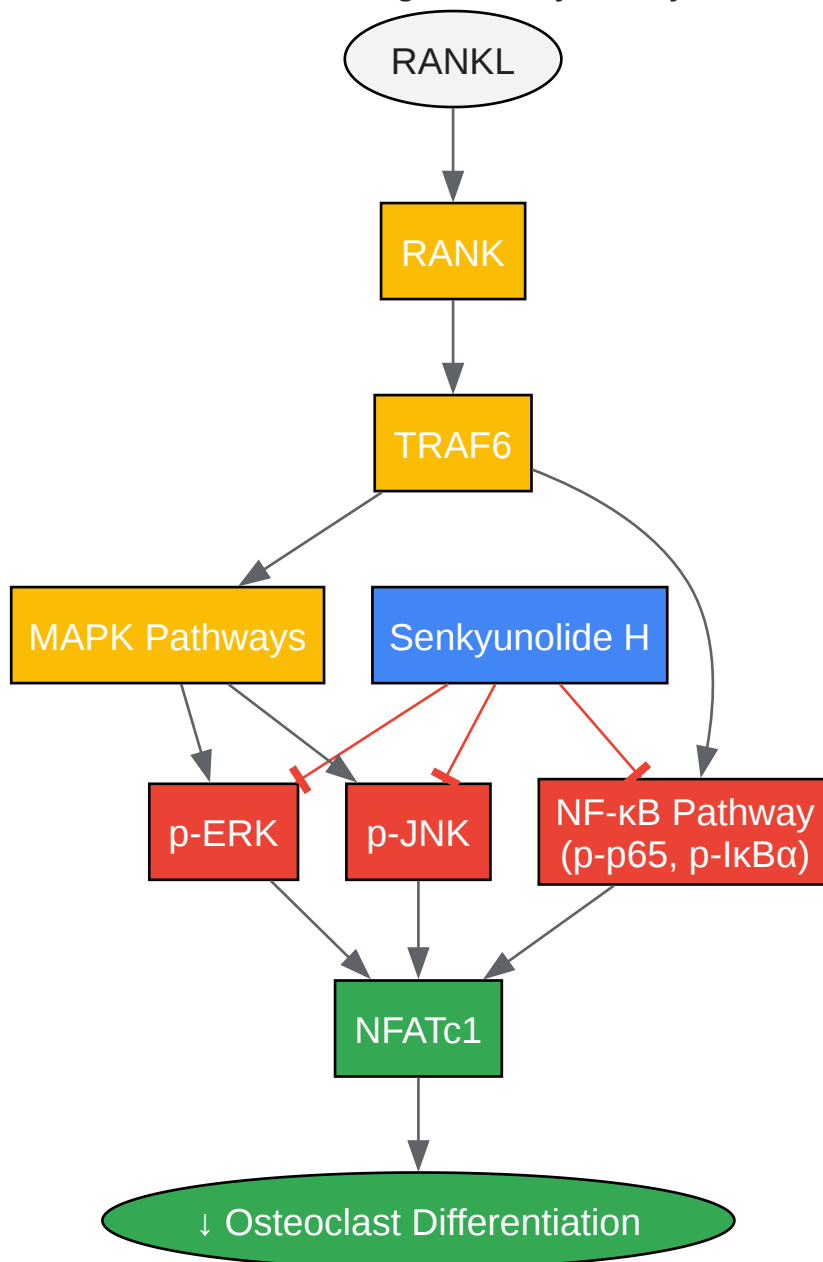 RANKL
RANK
TRAF6
MAPK Pathways
Senkyunolide H
p-ERK
p-JNK
NF-κB Pathway
(p-p65, p-IκBα)
NFATc1
↓ Osteoclast Differentiation